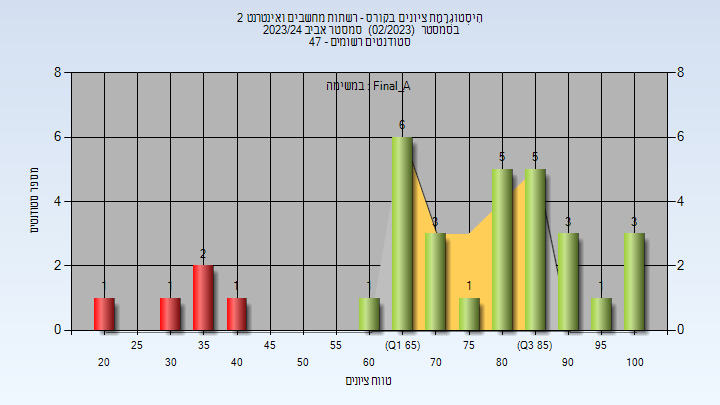 הִיסְטוֹגְרָמַת ציונים בקורס - רשתות מחשבים ואינטרנט 2
בסמסטר (02/2023) סמסטר אביב 2023/24
סטודנטים רשומים - 47
במשימה : Final_A
מספר סטודנטים
8 8
6 6
4 4
2 2
0 0
1 1 2 1 1 6 3 1 5 5 3 1 3
25 35 45 55 (Q1 65) 75 (Q3 85) 95
20 30 40 50 60 70 80 90 100
טווח ציונים